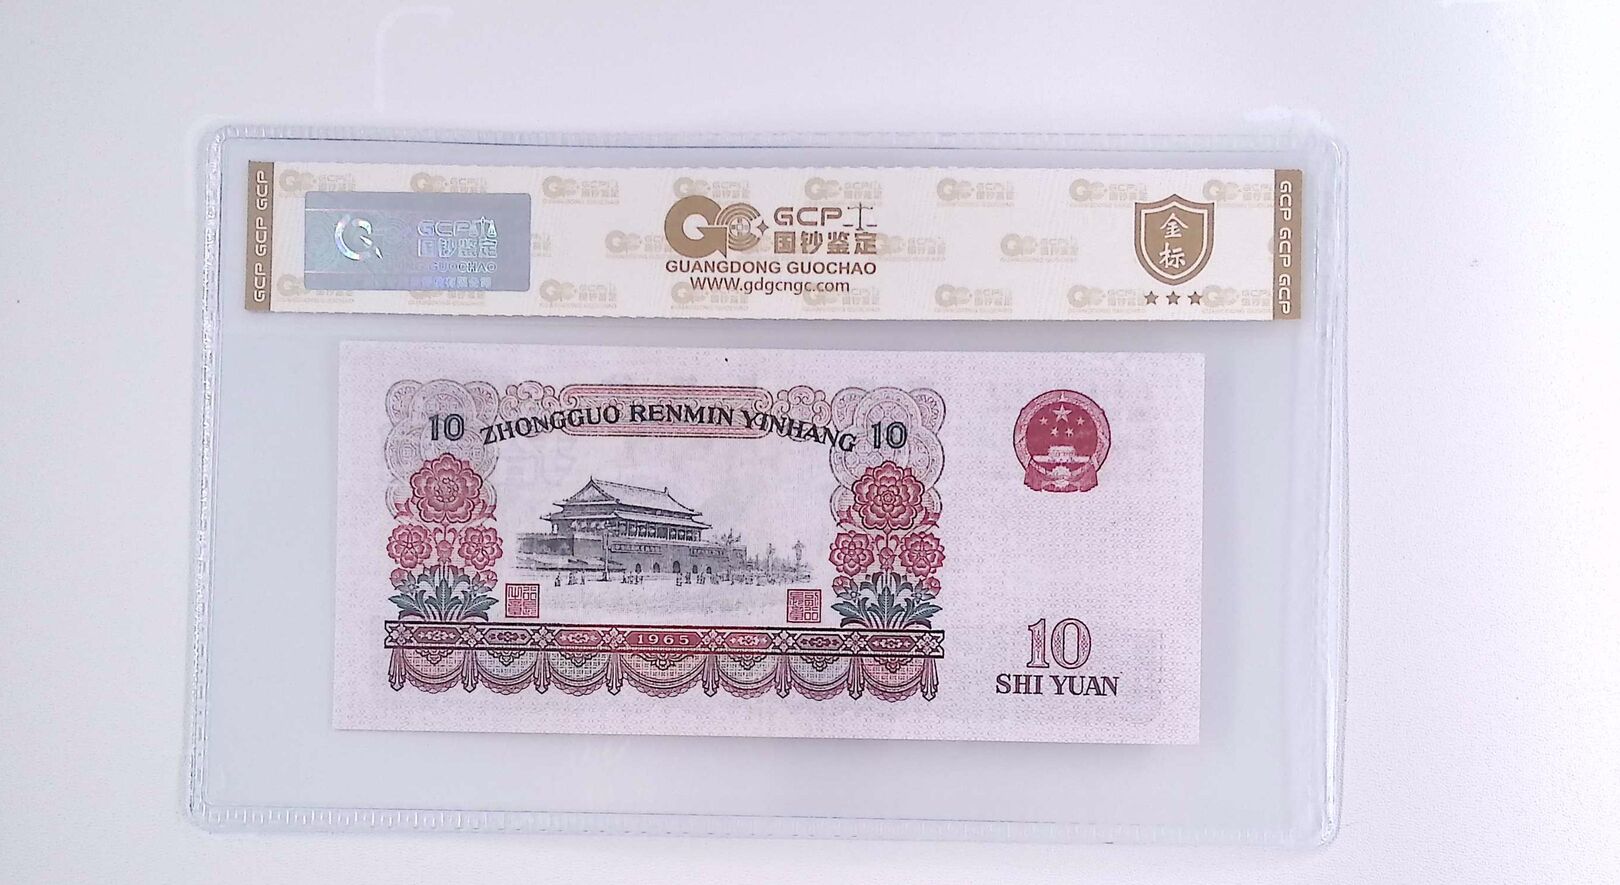 GCP GCP GCP
GCP
国钞鉴定
GUOCHAO
GCP
国钞鉴定
GUANGDONG GUOCHAO
www.gdgcngc.com
金标
GCP GCP GCP
10 ZHONGGUO RENMIN YINHANG 10
1965
10
SHI YUAN